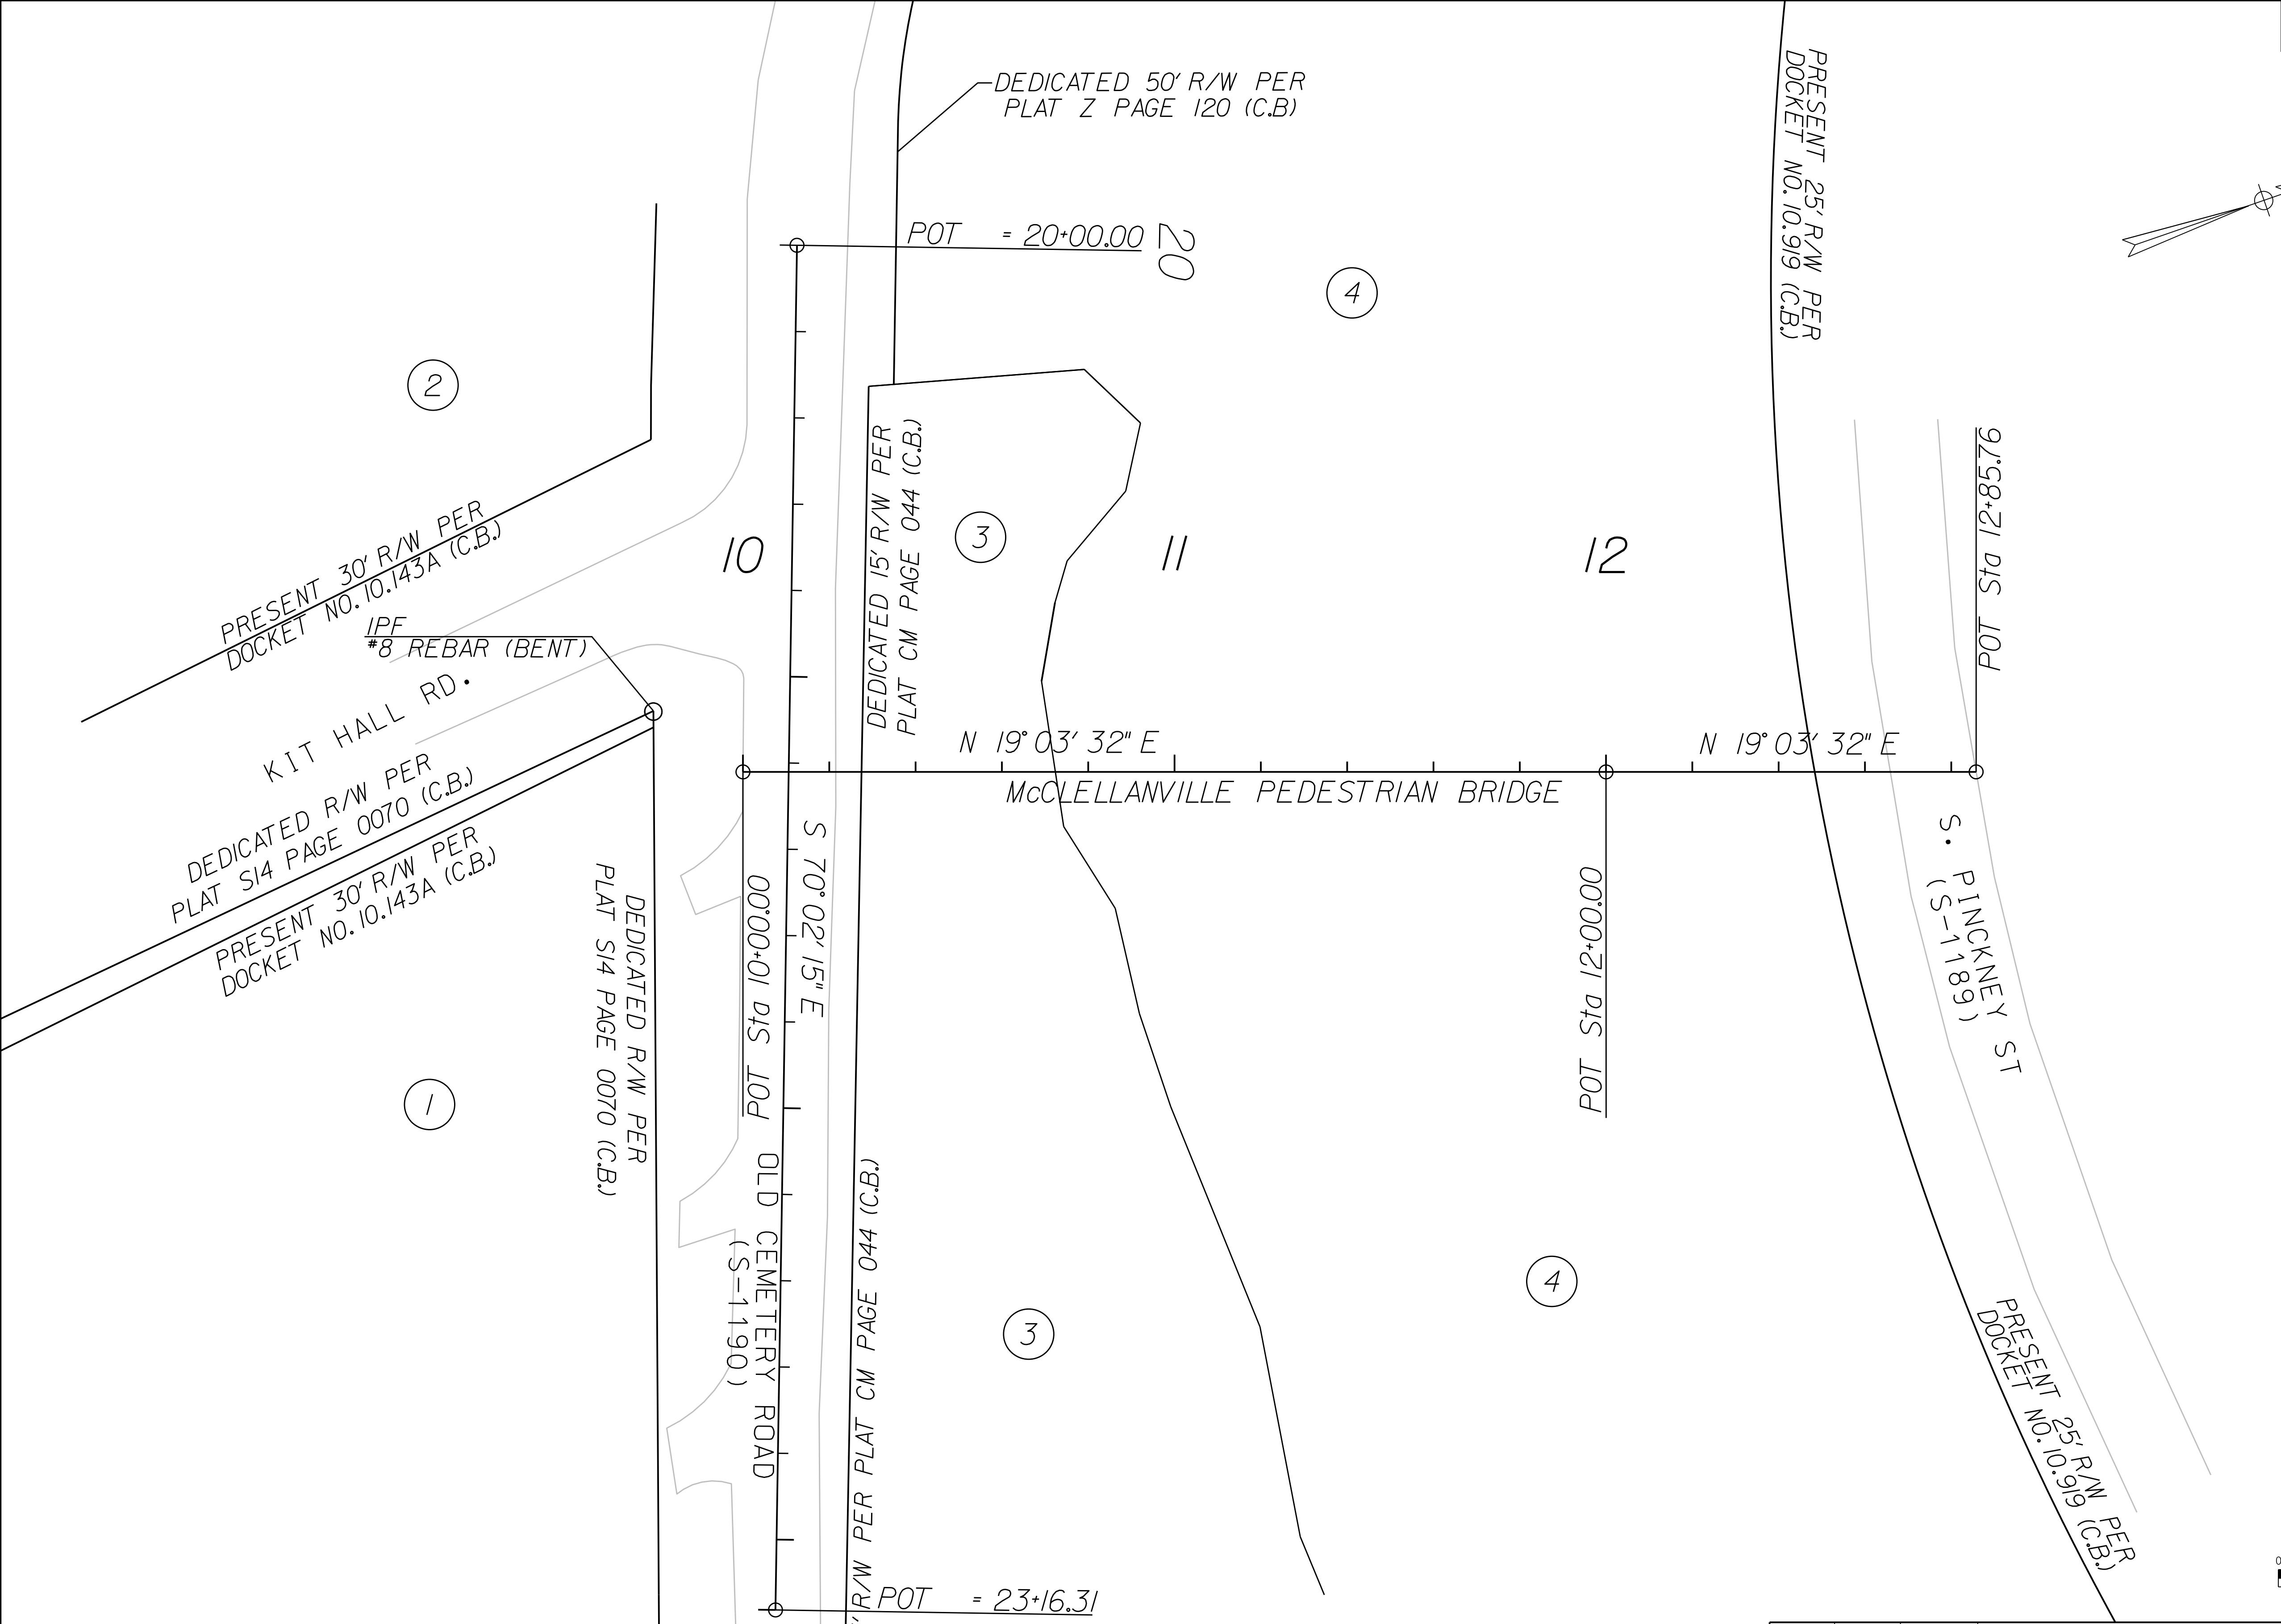 DEDICATED 50' R/W PER
PLAT Z PAGE 120 (C.B)
PRESENT 25' R/W PER
DOCKET NO. 10.919 (C.B.)
POT = 20+00.00
20
4
2
POT Sta 12+85.76
DEDICATED 15' R/W PER
PLAT CM PAGE 044 (C.B.)
3
10
11
12
PRESENT 30' R/W PER
DOCKET NO. 10.143A (C.B.)
IPF
#8 REBAR (BENT)
KIT HALL RD.
N 19° 03' 32" E
N 19° 03' 32" E
McCLELLANVILLE PEDESTRIAN BRIDGE
DEDICATED R/W PER
PLAT S14 PAGE 0070 (C.B.)
PRESENT 30' R/W PER
DOCKET NO. 10.143A (C.B.)
DEDICATED R/W PER
PLAT S14 PAGE 0070 (C.B.)
POT Sta 10+00.00
S 70° 02' 15" E
POT Sta 12+00.00
S. PINCKNEY ST
(S-1189)
1
OLD CEMETERY ROAD
(S-1190)
' R/W PER PLAT CM PAGE 044 (C.B.)
3
4
PRESENT 25' R/W PER
DOCKET NO. 10.919 (C.B.)
POT = 23+16.31